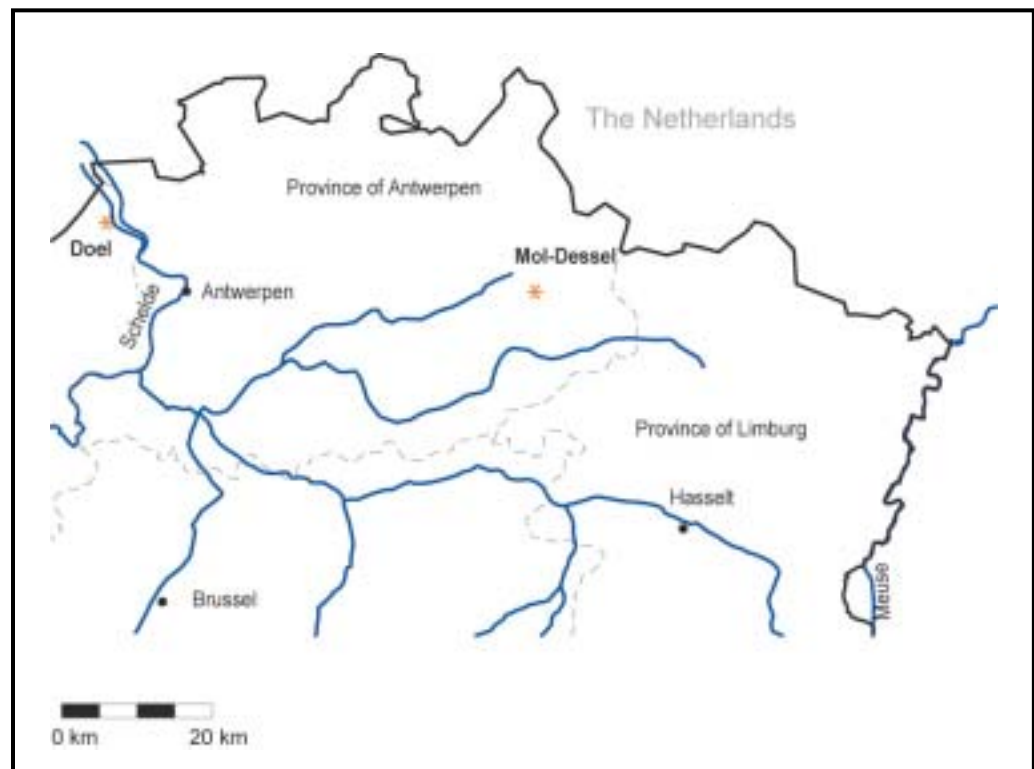 The Netherlands
Province of Antwerpen
Doel
Mol-Dessel
Antwerpen
Schelde
Province of Limburg
Hasselt
Brussel
Meuse
0 km 20 km